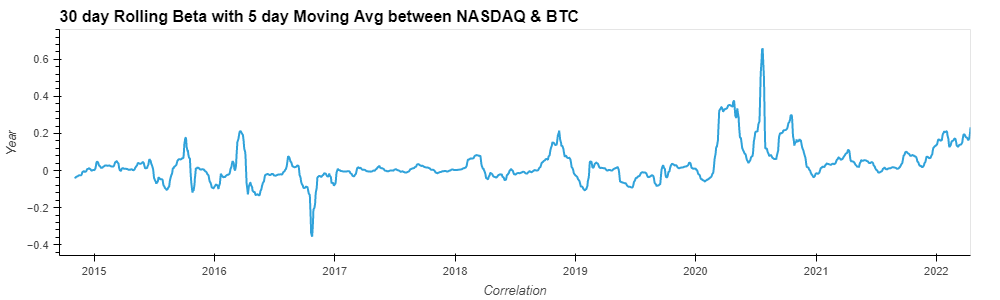 30 day Rolling Beta with 5 day Moving Avg between NASDAQ & BTC
0.6
0.4
0.2
0
−0.2
−0.4
Year
2015 2016 2017 2018 2019 2020 2021 2022
Correlation